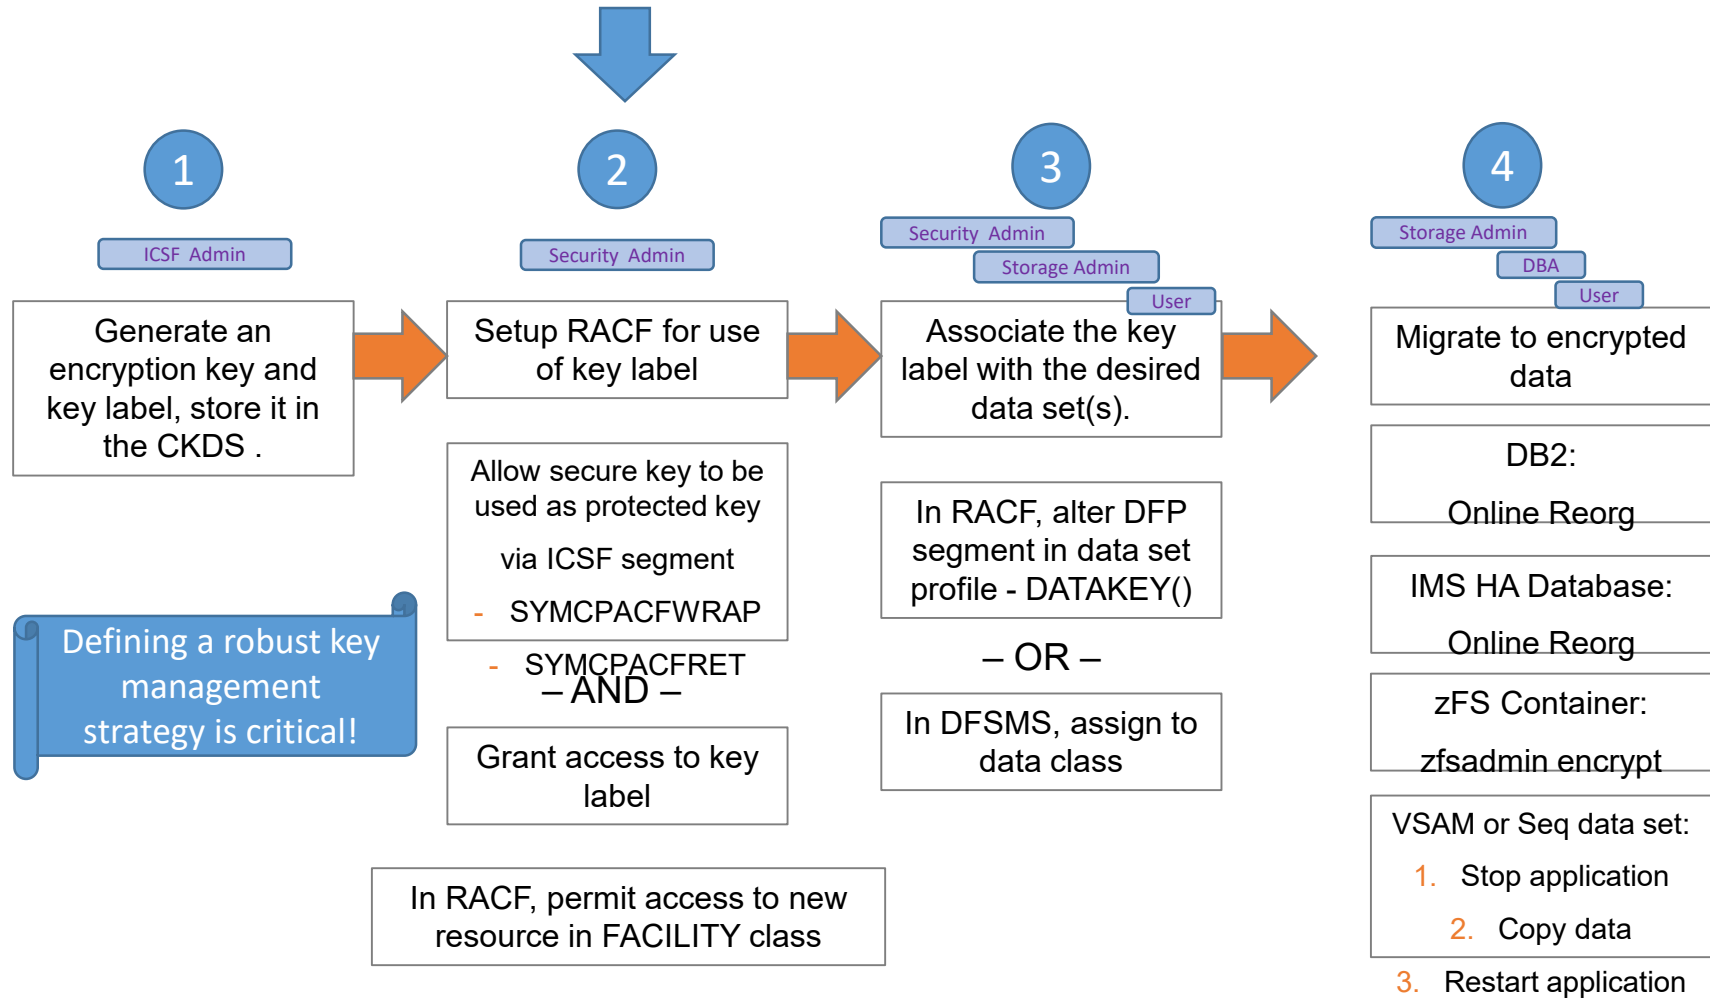 1
ICSF Admin
Generate an
encryption key and
key label, store it in
the CKDS .
Defining a robust key
management
strategy is critical!
2
Security Admin
Setup RACF for use
of key label
Allow secure key to be
used as protected key
via ICSF segment
- SYMCPACFWRAP
- SYMCPACFRET
– AND –
Grant access to key
label
In RACF, permit access to new
resource in FACILITY class
3
Security Admin
Storage Admin
User
Associate the key
label with the desired
data set(s).
In RACF, alter DFP
segment in data set
profile - DATAKEY()
– OR –
In DFSMS, assign to
data class
4
Storage Admin
DBA
User
Migrate to encrypted
data
DB2:
Online Reorg
IMS HA Database:
Online Reorg
zFS Container:
zfsadmin encrypt
VSAM or Seq data set:
1. Stop application
2. Copy data
3. Restart application